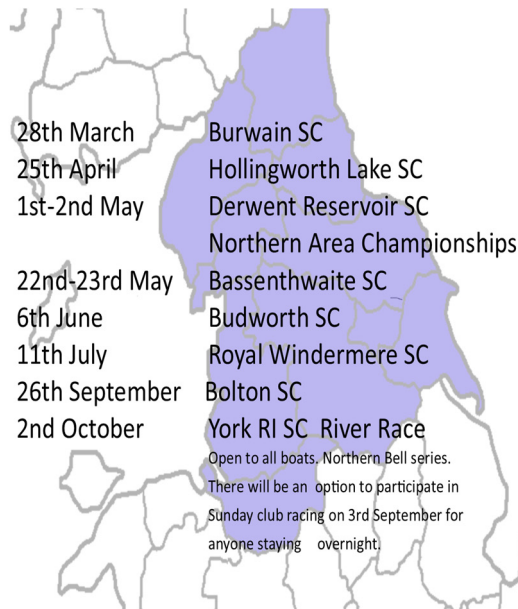 28th March Burwain SC
25th April Hollingworth Lake SC
1st-2nd May Derwent Reservoir SC
Northern Area Championships
22nd-23rd May Bassenthwaite SC
6th June Budworth SC
11th July Royal Windermere SC
26th September Bolton SC
2nd October York RI SC River Race
Open to all boats. Northern Bell series.
There will be an option to participate in
Sunday club racing on 3rd September for
anyone staying overnight.